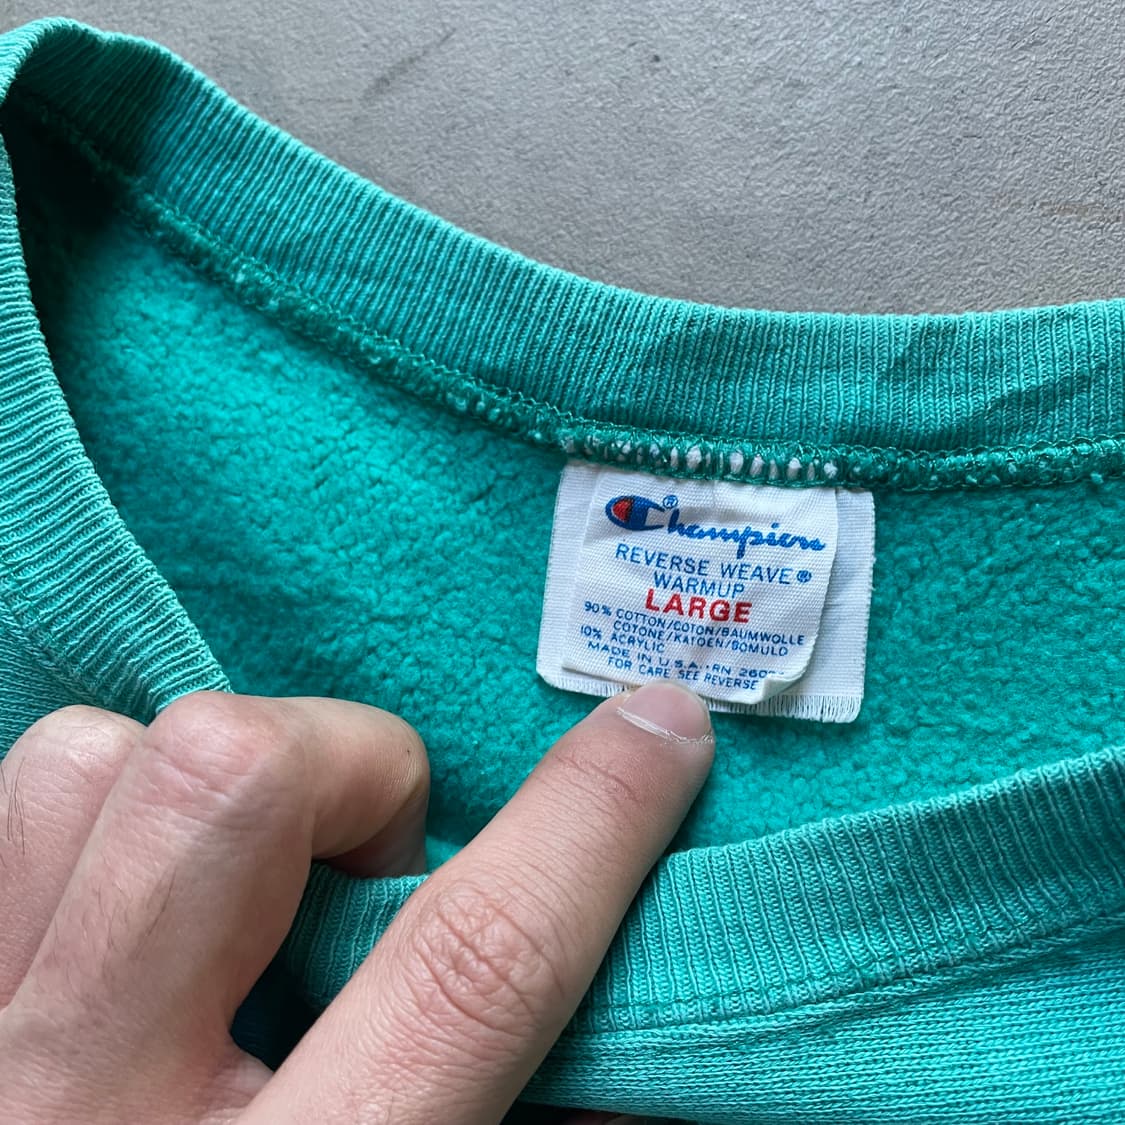 Champion®
REVERSE WEAVE®
WARMUP
LARGE
90% COTTON/COTON/BAUMWOLLE
COTONE/KATOEN/BOMULD
10% ACRYLIC
MADE IN U.S.A. RN
FOR CARE SEE REVERSE